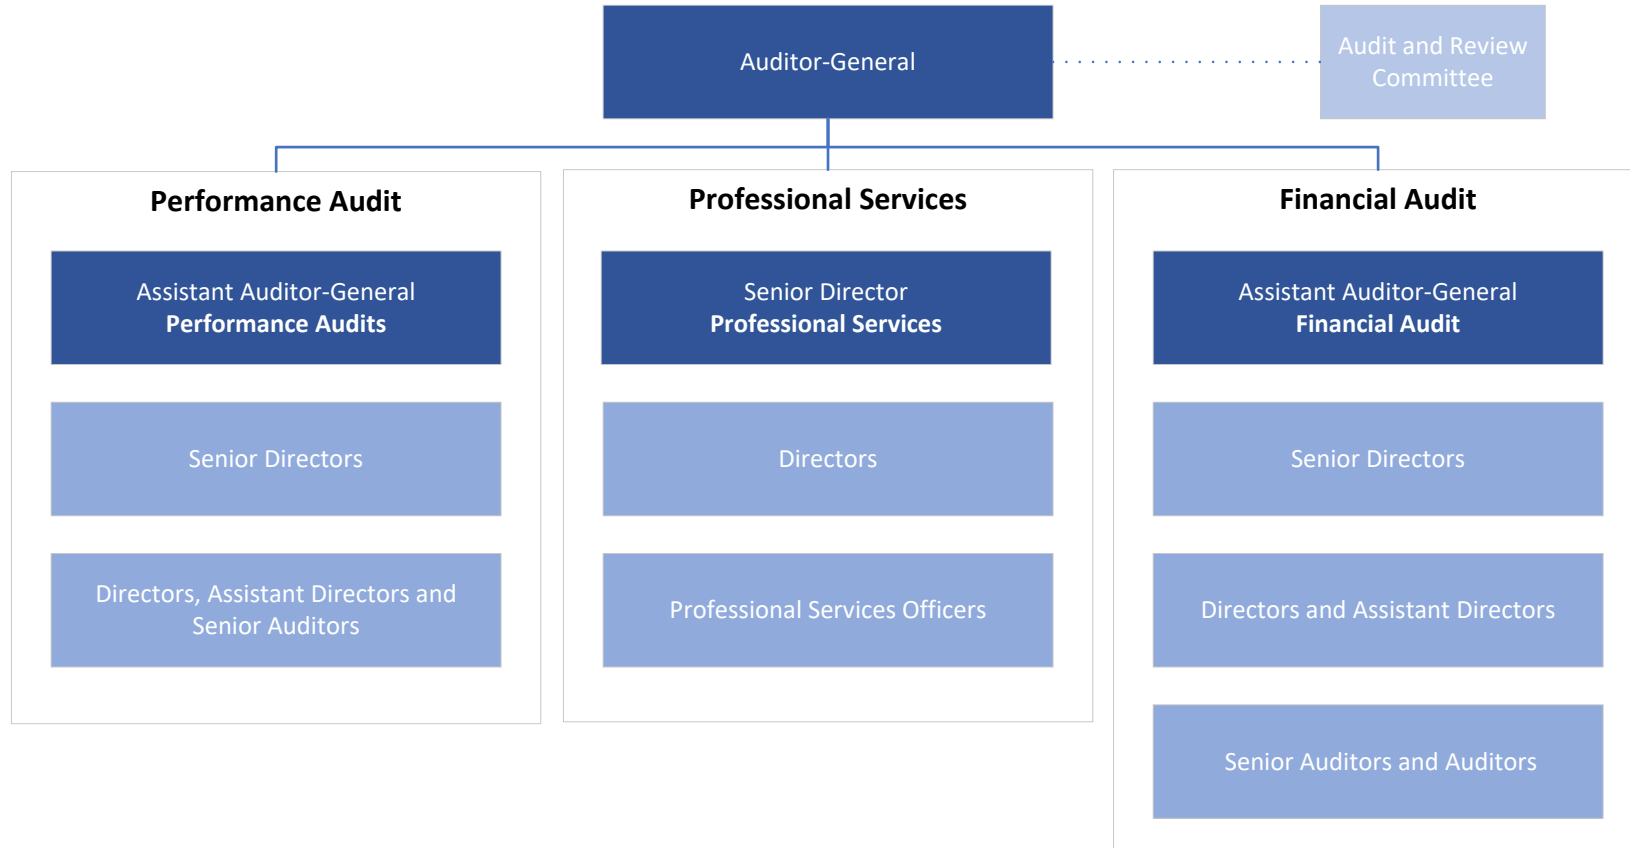 Auditor-General
Audit and Review
Committee
Performance Audit
Assistant Auditor-General
Performance Audits
Senior Directors
Directors, Assistant Directors and
Senior Auditors
Professional Services
Senior Director
Professional Services
Directors
Professional Services Officers
Financial Audit
Assistant Auditor-General
Financial Audit
Senior Directors
Directors and Assistant Directors
Senior Auditors and Auditors